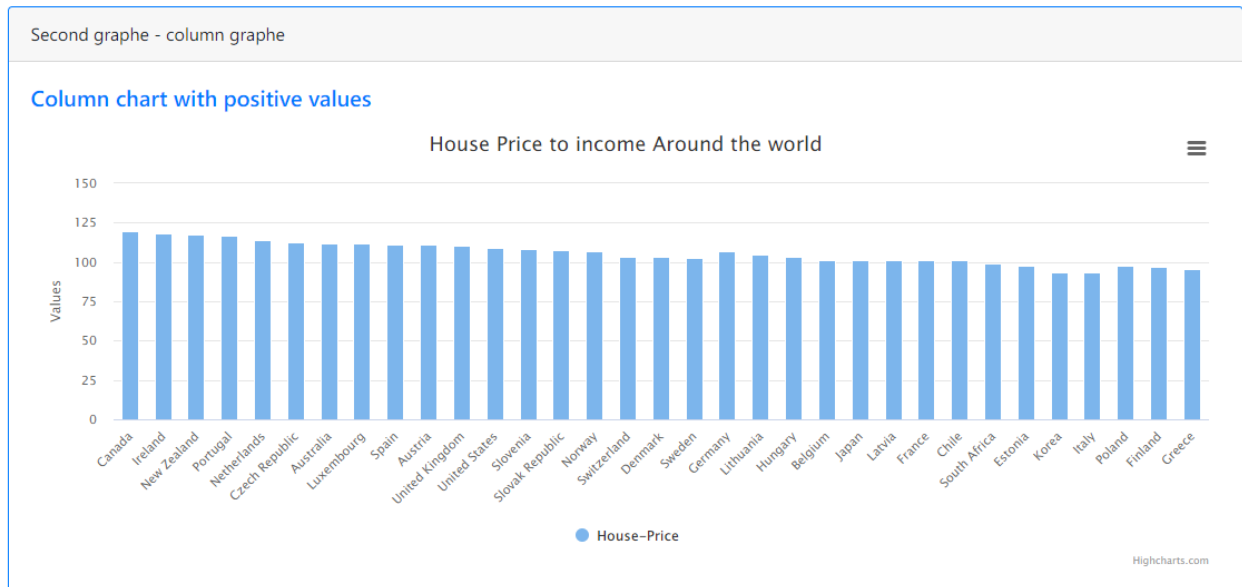 Second graphe - column graphe
Column chart with positive values
House Price to income Around the world
150
125
100
75
50
25
0
Values
Canada
Ireland
New Zealand
Portugal
Netherlands
Czech Republic
Australia
Luxembourg
Spain
Austria
United Kingdom
United States
Slovenia
Slovak Republic
Norway
Switzerland
Denmark
Sweden
Germany
Lithuania
Hungary
Belgium
Japan
Latvia
France
Chile
South Africa
Estonia
Korea
Italy
Poland
Finland
Greece
House-Price
Highcharts.com